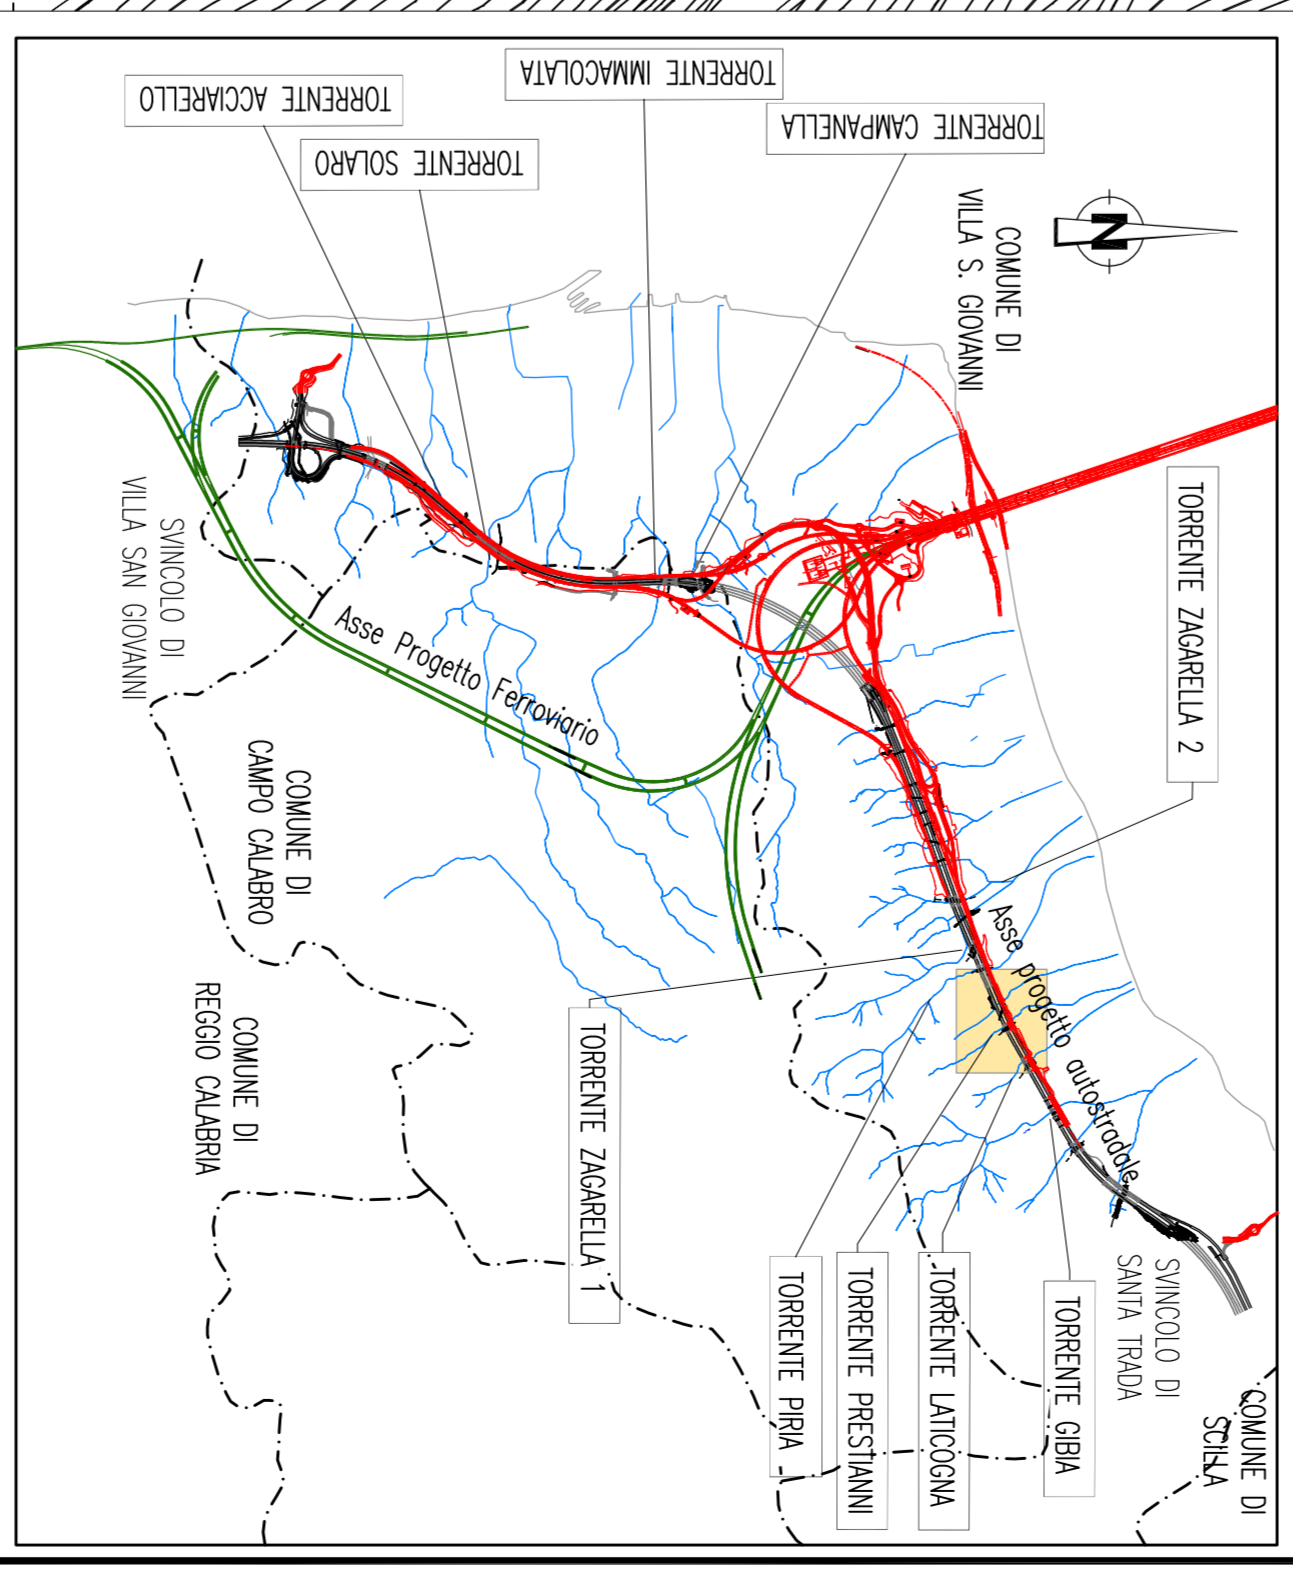 TORRENTE IMMACOLATA
TORRENTE ACCIARELLO
TORRENTE CAMPANELLA
TORRENTE SOLARO
COMUNE DI
VILLA S. GIOVANNI
N
TORRENTE ZAGARELLA 2
SVINCOLO DI
VILLA SAN GIOVANNI
Asse Progetto Ferroviario
COMUNE DI
CAMPO CALABRO
Asse progetto autostradale
COMUNE DI
REGGIO CALABRIA
TORRENTE ZAGARELLA 1
TORRENTE PIRIA
TORRENTE PRESTIANNI
TORRENTE LATICOGNA
TORRENTE GIBIA
SVINCOLO DI
SANTA TRADA
COMUNE DI
SCILLA